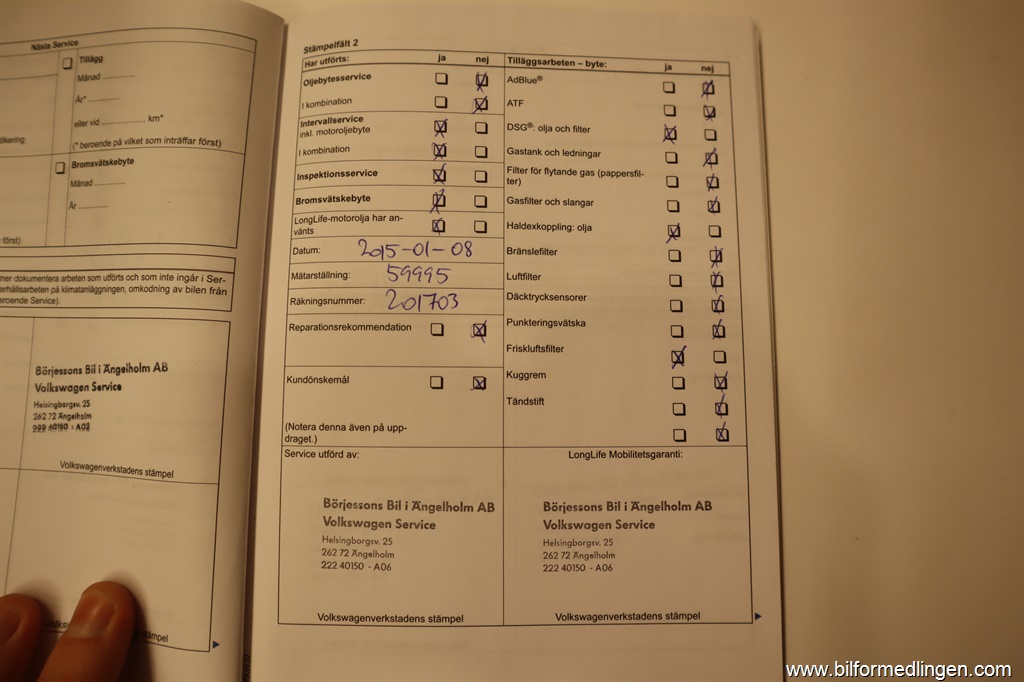 Nästa Service
Tillägg
Månad
År*
eller vid km*
(* beroende på vilket som inträffar först)
Bromsvätskebyte
Månad
År
först)
mer dokumentera arbeten som utförts och som inte ingår i Ser-
erhållsarbeten på klimatanläggningen, omkodning av bilen från
eroende Service).
Börjessons Bil i Ängelholm AB
Volkswagen Service
Helsingborgsv. 25
262 72 Ängelholm
222 40150 - A03
Volkswagenverkstadens stämpel
stämpel
Stämpelfält 2
Har utförts: ja nej
Oljebytesservice
I kombination
Intervallservice
inkl. motoroljebyte
I kombination
Inspektionsservice
Bromsvätskebyte
LongLife-motorolja har an-
vänts
Datum: 2015-01-08
Mätarställning: 59995
Räkningsnummer: 201703
Reparationsrekommendation
Kundönskemål
(Notera denna även på upp-
draget.)
Tilläggsarbeten – byte: ja nej
AdBlue®
ATF
DSG®: olja och filter
Gastank och ledningar
Filter för flytande gas (pappersfil-
ter)
Gasfilter och slangar
Haldexkoppling: olja
Bränslefilter
Luftfilter
Däcktrycksensorer
Punkteringsvätska
Friskluftsfilter
Kuggrem
Tändstift
Service utförd av:
Börjessons Bil i Ängelholm AB
Volkswagen Service
Helsingborgsv. 25
262 72 Ängelholm
222 40150 - A06
Volkswagenverkstadens stämpel
LongLife Mobilitetsgaranti:
Börjessons Bil i Ängelholm AB
Volkswagen Service
Helsingborgsv. 25
262 72 Ängelholm
222 40150 - A06
Volkswagenverkstadens stämpel
www.bilformedlingen.com